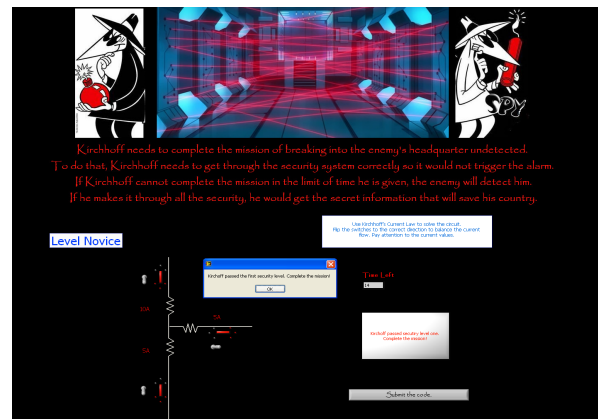 SPY
Kirchhoff needs to complete the mission of breaking into the enemy's headquarter undetected.
To do that, Kirchhoff needs to get through the security system correctly so it would not trigger the alarm.
If Kirchhoff cannot complete the mission in the limit of time he is given, the enemy will detect him.
If he makes it through all the security, he would get the secret information that will save his country.
Use Kirchhoff's Current Law to solve the circuit.
Flip the switches to the correct direction to balance the current
flow. Pay attention to the current values.
Level Novice
Kirchoff passed the first security level. Complete the mission!
OK
Time Left
14
10A
5A
5A
Kirchoff passed security level one.
Complete the mission!
Submit the code.